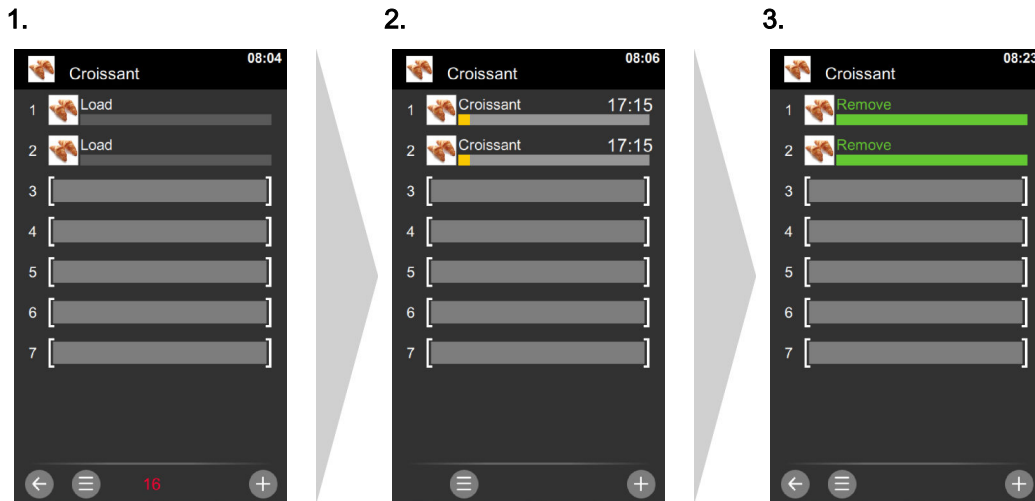 1.
08:04
Croissant
1 Load
2 Load
3
4
5
6
7
16
2.
08:06
Croissant
1 Croissant 17:15
2 Croissant 17:15
3
4
5
6
7
3.
08:23
Croissant
1 Remove
2 Remove
3
4
5
6
7